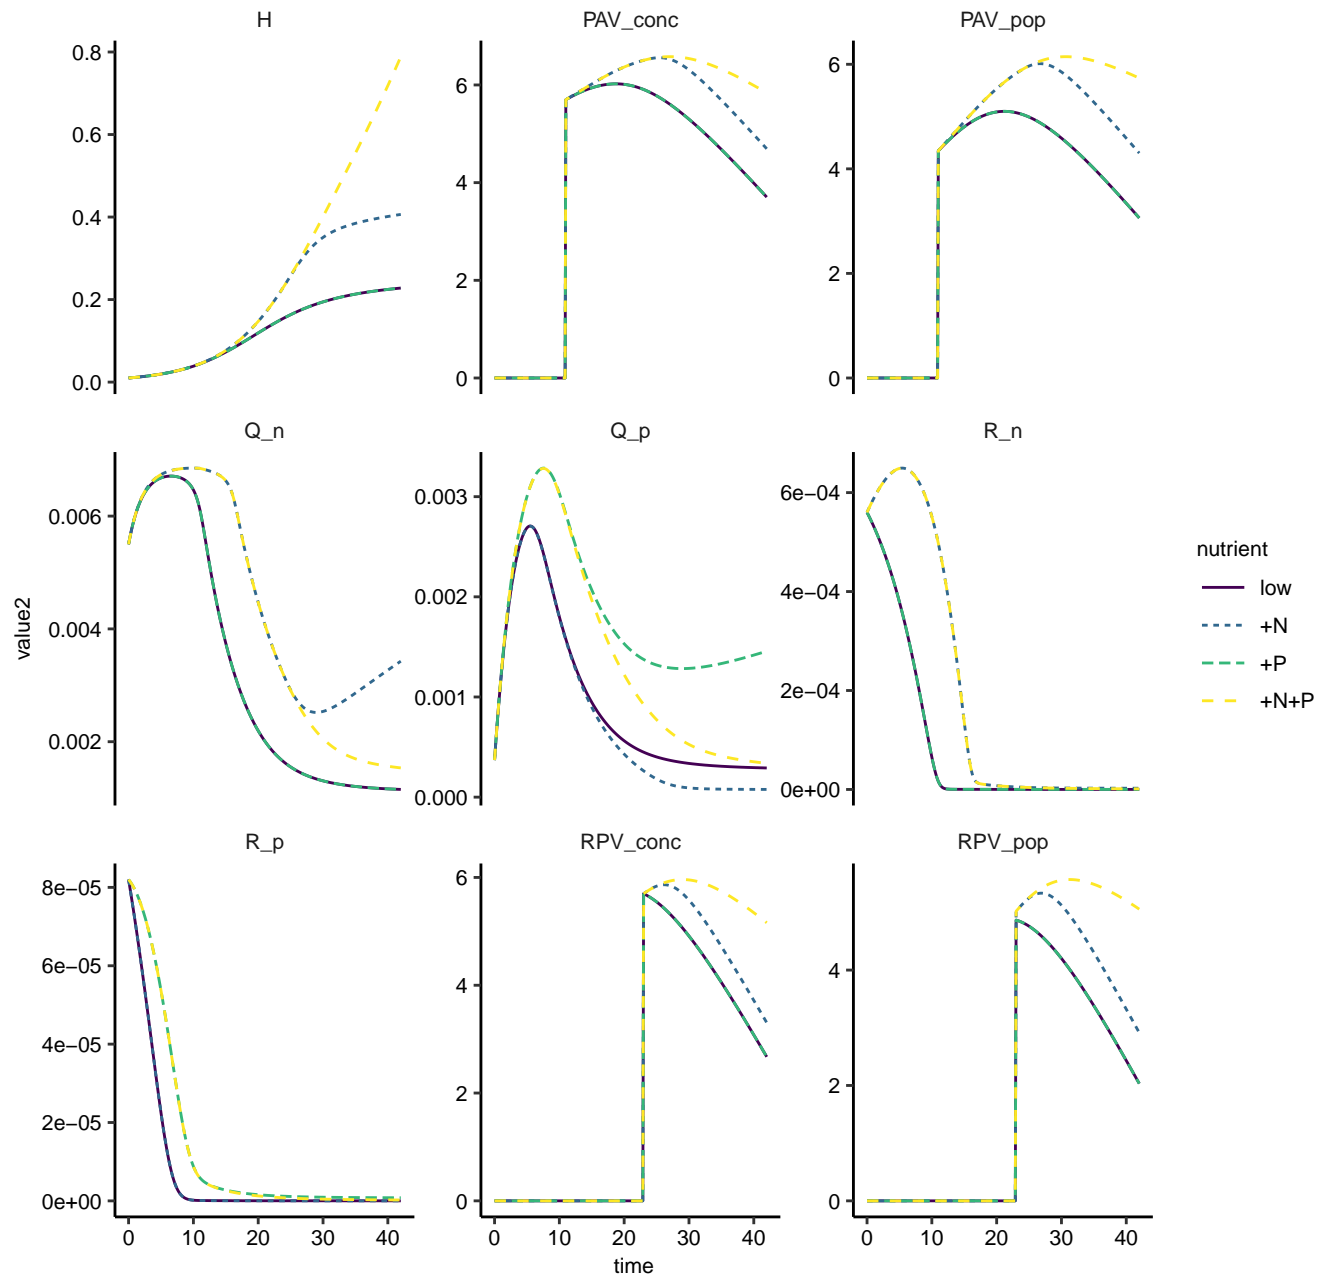 H
PAV_conc
PAV_pop
0.8
0.6
0.4
0.2
0.0
6
4
2
0
6
4
2
0
Q_n
Q_p
R_n
0.006
0.004
0.002
0.003
0.002
0.001
0.000
6e−04
4e−04
2e−04
0e+00
R_p
RPV_conc
RPV_pop
8e−05
6e−05
4e−05
2e−05
0e+00
6
4
2
0
4
2
0
0 10 20 30 40
0 10 20 30 40
0 10 20 30 40
time
value2
nutrient
low
+N
+P
+N+P